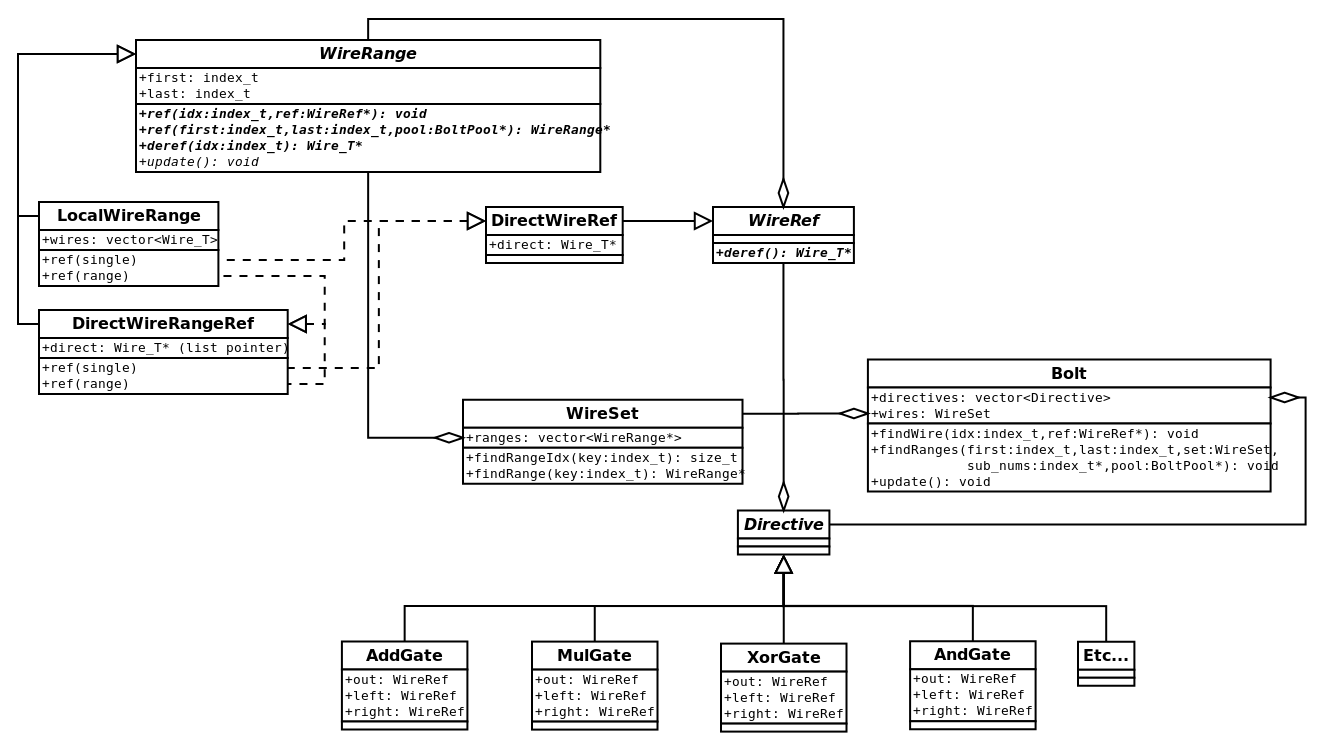 WireRange
+first: index_t
+last: index_t
+ref(idx:index_t,ref:WireRef*): void
+ref(first:index_t,last:index_t,pool:BoltPool*): WireRange*
+deref(idx:index_t): Wire_T*
+update(): void
LocalWireRange
+wires: vector<Wire_T>
+ref(single)
+ref(range)
DirectWireRef
+direct: Wire_T*
WireRef
+deref(): Wire_T*
DirectWireRangeRef
+direct: Wire_T* (list pointer)
+ref(single)
+ref(range)
WireSet
+ranges: vector<WireRange*>
+findRangeIdx(key:index_t): size_t
+findRange(key:index_t): WireRange*
Bolt
+directives: vector<Directive>
+wires: WireSet
+findWire(idx:index_t,ref:WireRef*): void
+findRanges(first:index_t,last:index_t,set:WireSet,
sub_nums:index_t*,pool:BoltPool*): void
+update(): void
Directive
AddGate
+out: WireRef
+left: WireRef
+right: WireRef
MulGate
+out: WireRef
+left: WireRef
+right: WireRef
XorGate
+out: WireRef
+left: WireRef
+right: WireRef
AndGate
+out: WireRef
+left: WireRef
+right: WireRef
Etc...